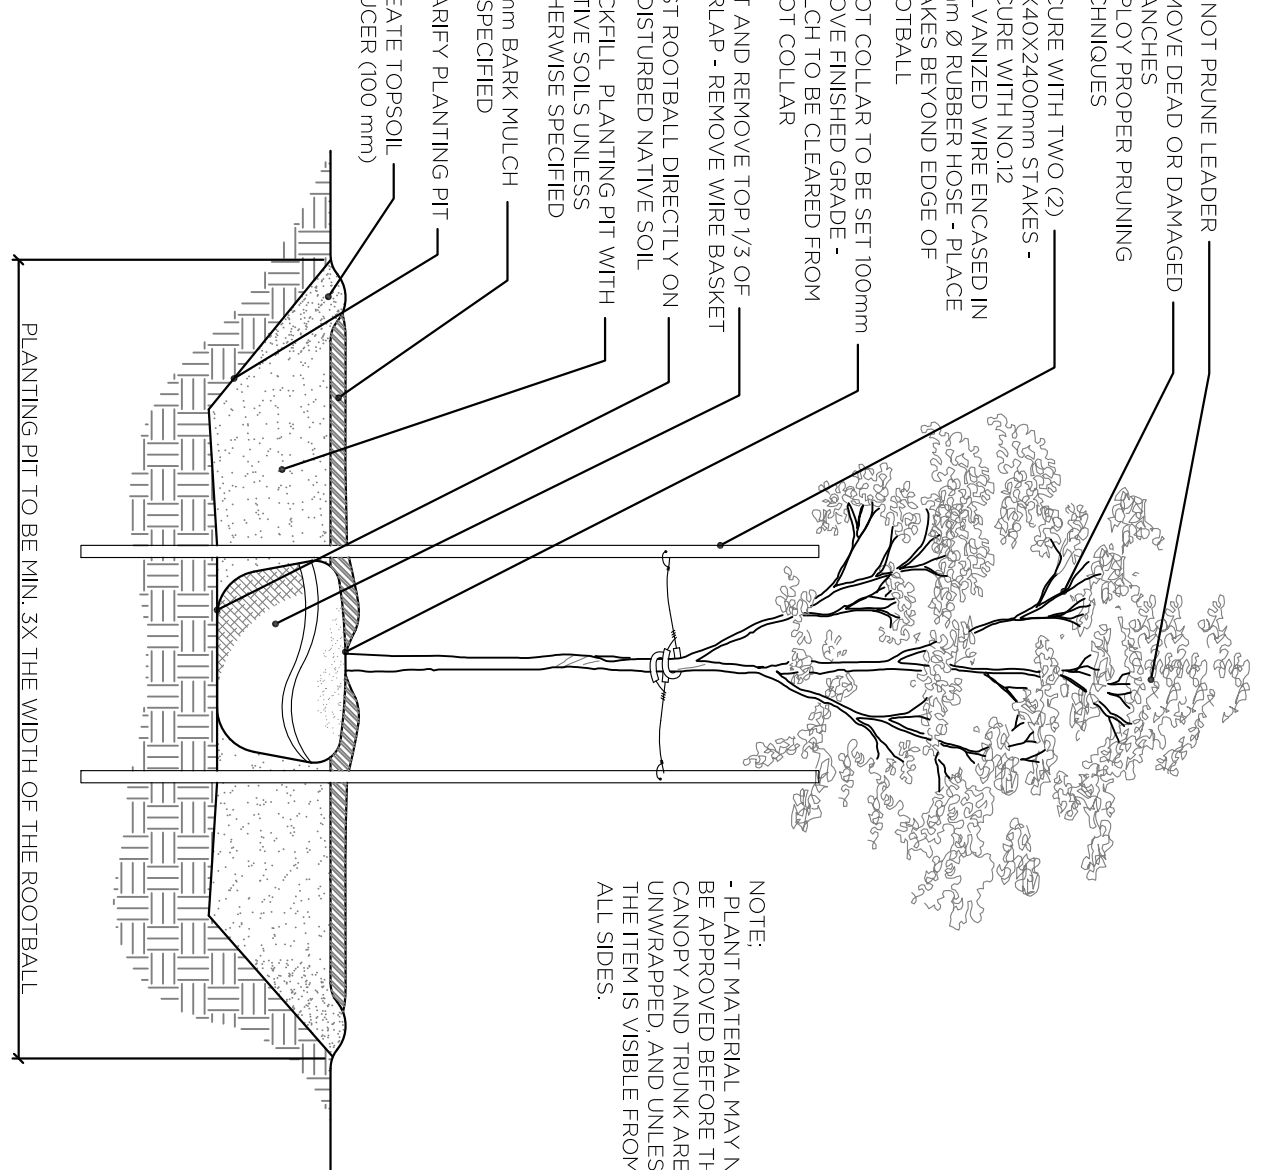 NOT PRUNE LEADER
MOVE DEAD OR DAMAGED
ANCHES
PLOY PROPER PRUNING
CHNIQUES
CURE WITH TWO (2)
X40X2400mm STAKES -
CURE WITH NO.12
LVANIZED WIRE ENCASED IN
m Ø RUBBER HOSE - PLACE
AKES BEYOND EDGE OF
OTBALL
OT COLLAR TO BE SET 100mm
OVE FINISHED GRADE -
LCH TO BE CLEARED FROM
OT COLLAR
T AND REMOVE TOP 1/3 OF
RLAP - REMOVE WIRE BASKET
ST ROOTBALL DIRECTLY ON
DISTURBED NATIVE SOIL
CKFILL PLANTING PIT WITH
TIVE SOILS UNLESS
HERWISE SPECIFIED
mm BARK MULCH
SPECIFIED
ARIFY PLANTING PIT
EATE TOPSOIL
UCER (100 mm)
NOTE;
- PLANT MATERIAL MAY N
BE APPROVED BEFORE TH
CANOPY AND TRUNK ARE
UNWRAPPED, AND UNLES
THE ITEM IS VISIBLE FROM
ALL SIDES.
PLANTING PIT TO BE MIN. 3X THE WIDTH OF THE ROOTBALL